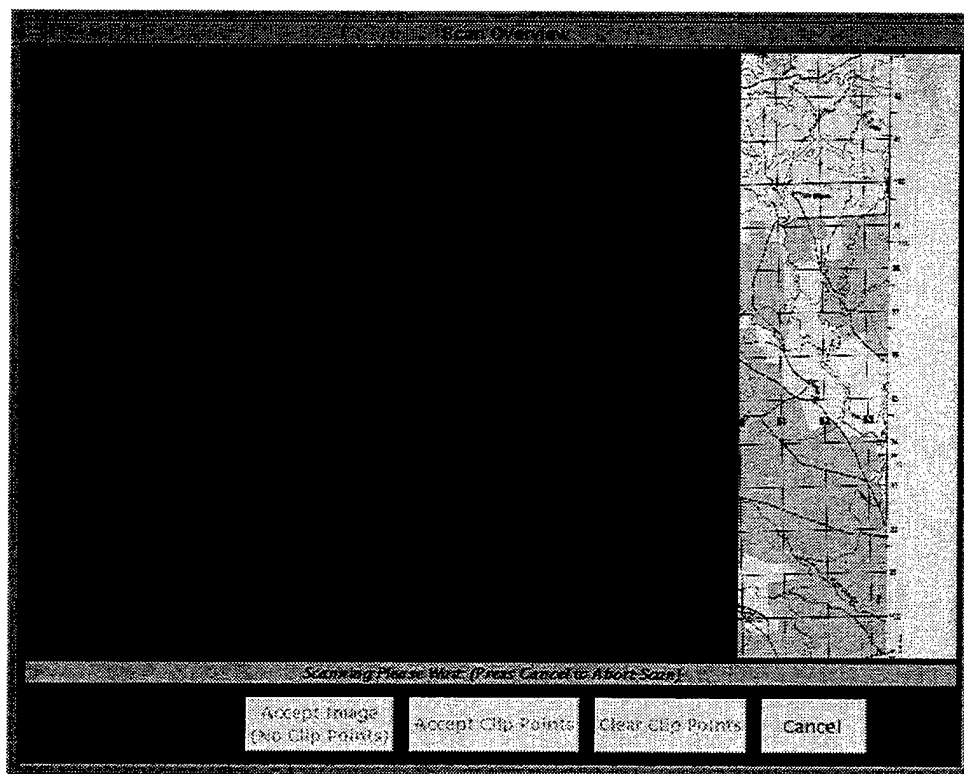 Scan Overview
Scanning Please Wait (Press Cancel to Abort Scan)
Accept Image
(No Clip Points)
Accept Clip Points
Clear Clip Points
Cancel